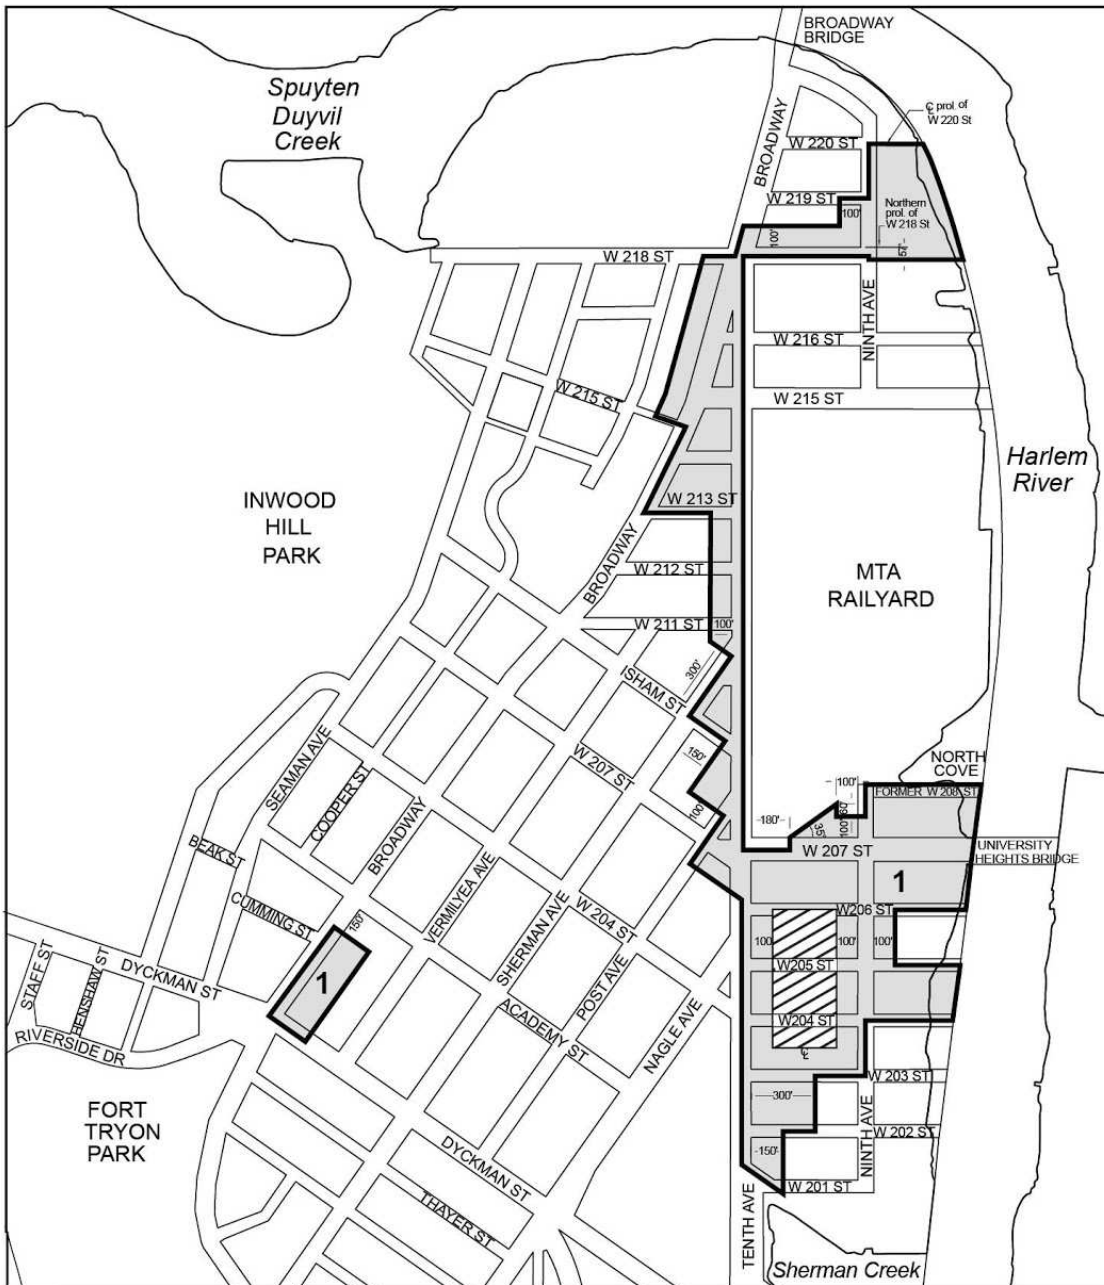 BROADWAY
BRIDGE
Spuyten
Duyvil
Creek
℄ prol. of
W 220 St
BROADWAY
W 220 ST
W 219 ST
100'
Northern
prol. of
W 218 St
100'
57'
W 218 ST
NINTH AVE
W 216 ST
W 215 ST
W 215 ST
Harlem
River
INWOOD
HILL
PARK
W 213 ST
BROADWAY
W 212 ST
MTA
RAILYARD
W 211 ST
100'
300'
ISHAM ST
W 207 ST
150'
100'
NORTH
COVE
100'
FORMER W 208 ST
180'
35'
100'
60'
W 207 ST
UNIVERSITY
HEIGHTS BRIDGE
SEAMAN AVE
COOPER ST
BROADWAY
BEAK ST
CUMMING ST
150'
VERMILYEA AVE
SHERMAN AVE
W 204 ST
1
W206 ST
100'
100'
100'
W205 ST
STAFF ST
HENSHAW ST
DYCKMAN ST
1
POST AVE
ACADEMY ST
NAGLE AVE
W204 ST
℄
RIVERSIDE DR
W 203 ST
300'
FORT
TRYON
PARK
NINTH AVE
W 202 ST
DYCKMAN ST
150'
W 201 ST
THAYER ST
TENTH AVE
Sherman Creek